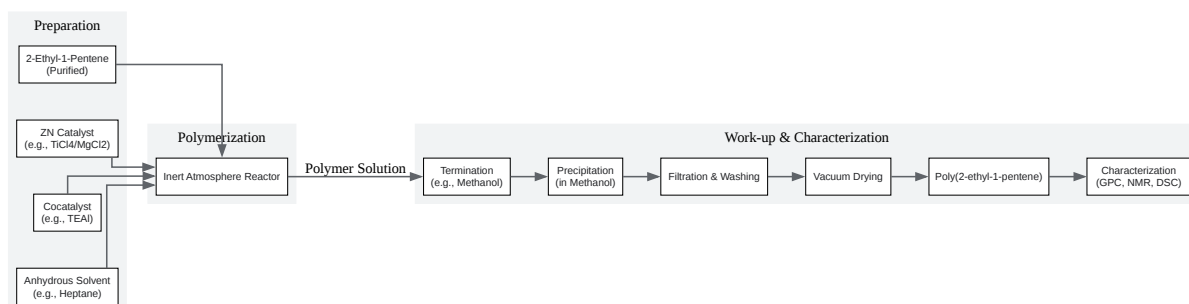 Preparation
2-Ethyl-1-Pentene
(Purified)
ZN Catalyst
(e.g., TiCl4/MgCl2)
Cocatalyst
(e.g., TEAl)
Anhydrous Solvent
(e.g., Heptane)
Polymerization
Inert Atmosphere Reactor
Polymer Solution
Work-up & Characterization
Termination
(e.g., Methanol)
Precipitation
(in Methanol)
Filtration & Washing
Vacuum Drying
Poly(2-ethyl-1-pentene)
Characterization
(GPC, NMR, DSC)